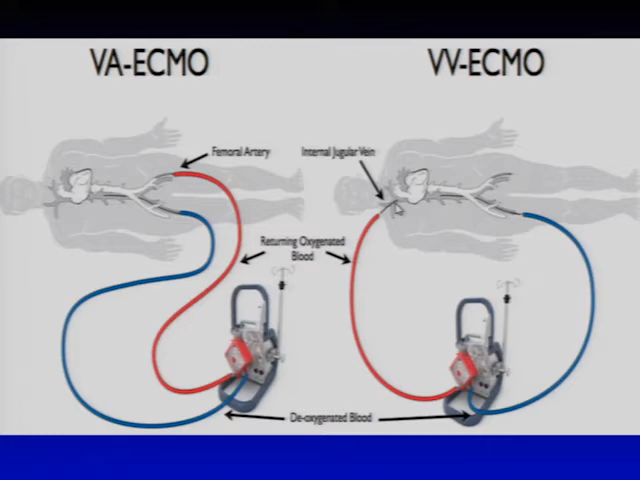 VA-ECMO
VV-ECMO
Femoral Artery
Internal Jugular Vein
Returning Oxygenated
Blood
De-oxygenated Blood